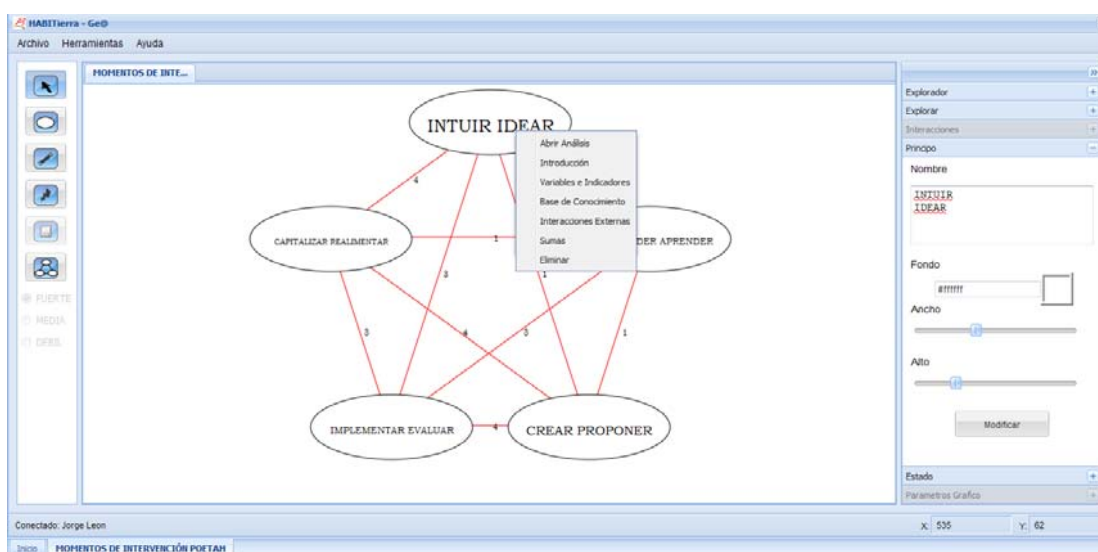 HABITierra - Ge@
Archivo Herramientas Ayuda
MOMENTOS DE INTE...
FUERTE
MEDIA
INTUIR IDEAR
Abrir Análisis
Introducción
Variables e Indicadores
Base de Conocimiento
Interacciones Externas
Sumas
Eliminar
CAPITALIZAR REALIMENTAR
DER APRENDER
4
1
3
1
3
4
3
1
IMPLEMENTAR EVALUAR
4
CREAR PROPONER
Explorador
Explorar
Interacciones
Principo
Nombre
INTUIR
IDEAR
Fondo
#ffffff
Ancho
Alto
Modificar
Estado
Parametros Grafico
Conectado: Jorge Leon
X: 535 Y: 62
Inicio MOMENTOS DE INTERVENCIÓN POETAH